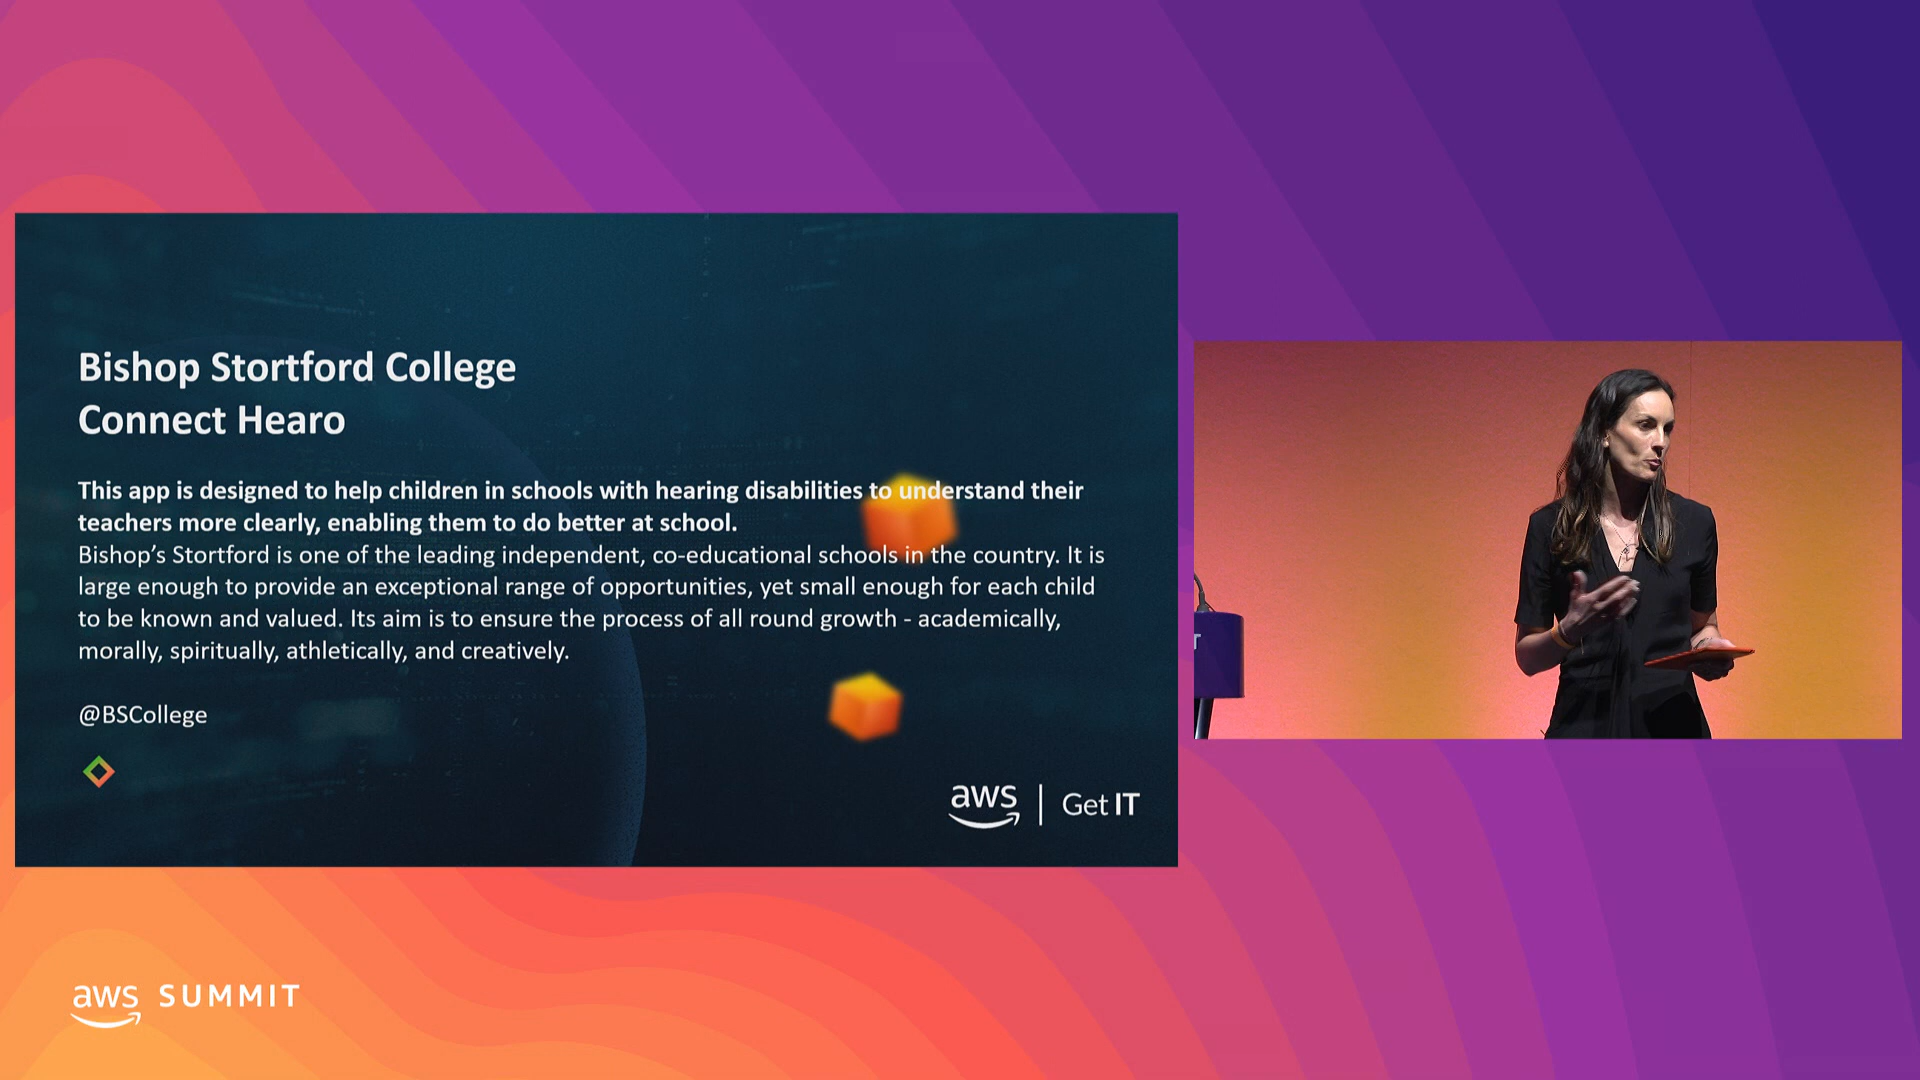 Bishop Stortford College
Connect Hearo
This app is designed to help children in schools with hearing disabilities to understand their
teachers more clearly, enabling them to do better at school.
Bishop’s Stortford is one of the leading independent, co-educational schools in the country. It is
large enough to provide an exceptional range of opportunities, yet small enough for each child
to be known and valued. Its aim is to ensure the process of all round growth - academically,
morally, spiritually, athletically, and creatively.
@BSCollege
aws | Get IT
T
aws SUMMIT